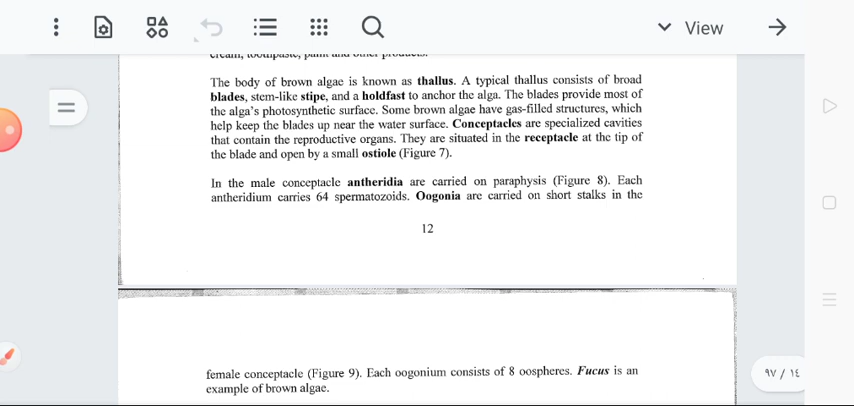 View
cream, toothpaste, paint and other products.
The body of brown algae is known as thallus. A typical thallus consists of broad
blades, stem-like stipe, and a holdfast to anchor the alga. The blades provide most of
the alga's photosynthetic surface. Some brown algae have gas-filled structures, which
help keep the blades up near the water surface. Conceptacles are specialized cavities
that contain the reproductive organs. They are situated in the receptacle at the tip of
the blade and open by a small ostiole (Figure 7).
In the male conceptacle antheridia are carried on paraphysis (Figure 8). Each
antheridium carries 64 spermatozoids. Oogonia are carried on short stalks in the
12
female conceptacle (Figure 9). Each oogonium consists of 8 oospheres. Fucus is an
example of brown algae.
٩٧ / ١٤